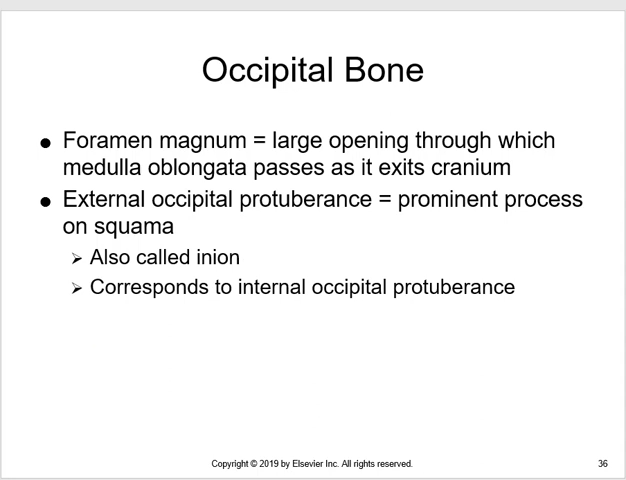 Occipital Bone
● Foramen magnum = large opening through which
medulla oblongata passes as it exits cranium
● External occipital protuberance = prominent process
on squama
➢ Also called inion
➢ Corresponds to internal occipital protuberance
Copyright © 2019 by Elsevier Inc. All rights reserved.
36